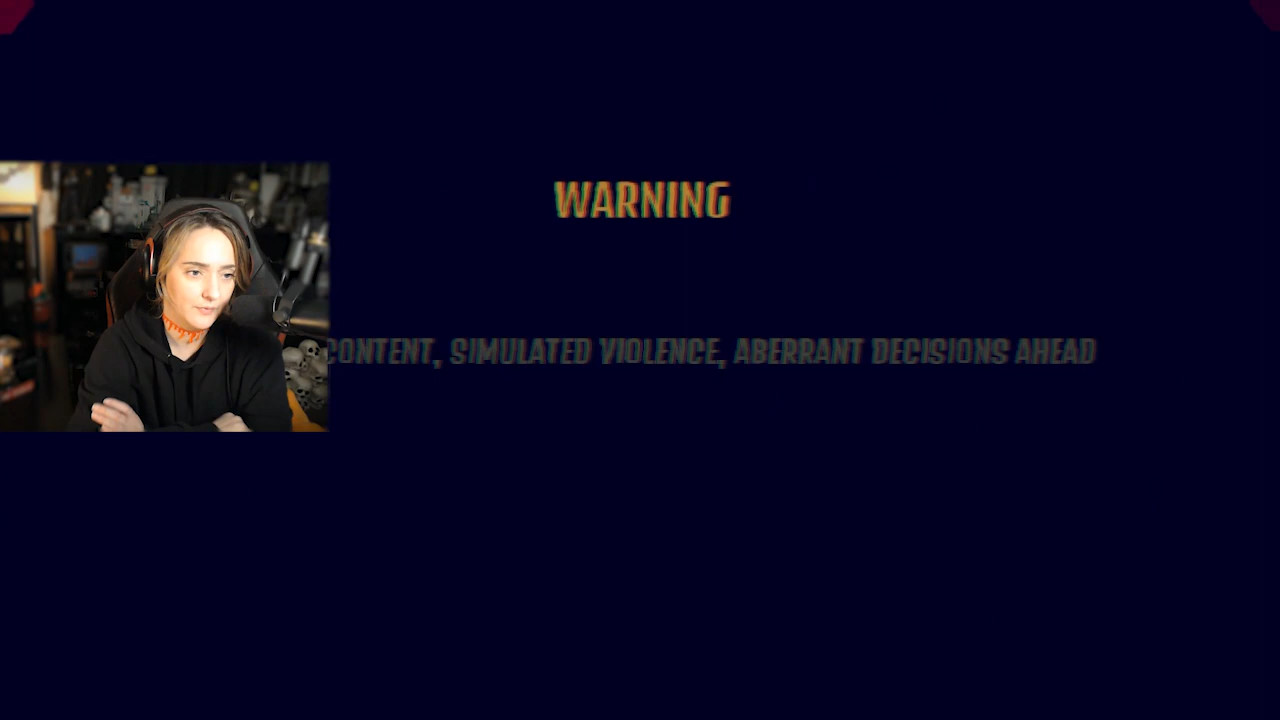 WARNING
CONTENT, SIMULATED VIOLENCE, ABERRANT DECISIONS AHEAD